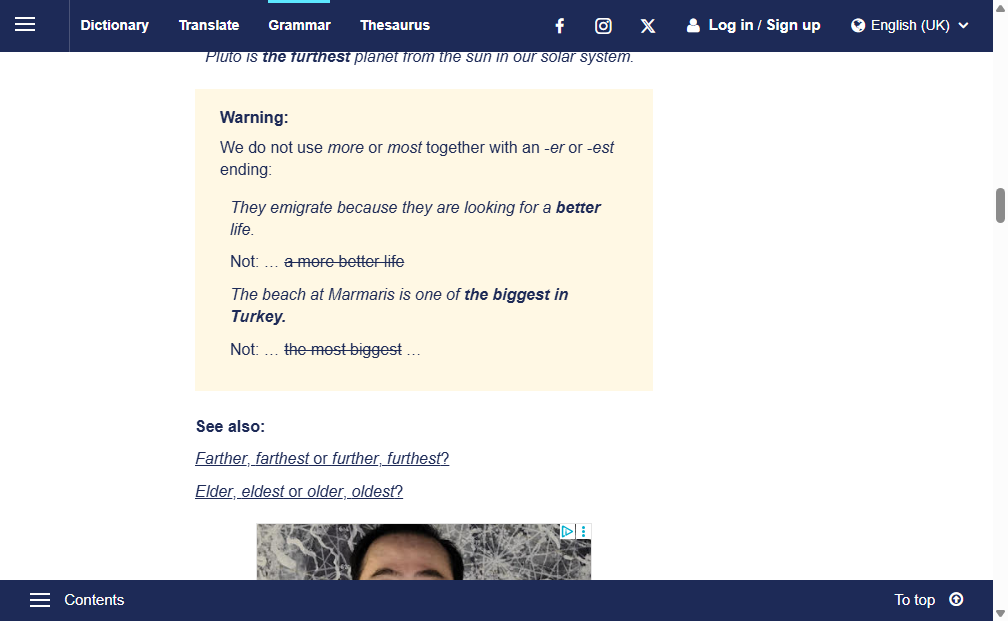 Dictionary Translate Grammar Thesaurus Log in / Sign up English (UK)
Pluto is the furthest planet from the sun in our solar system.
Warning:
We do not use more or most together with an -er or -est
ending:
They emigrate because they are looking for a better
life.
Not: … a more better life
The beach at Marmaris is one of the biggest in
Turkey.
Not: … the most biggest …
See also:
Farther, farthest or further, furthest?
Elder, eldest or older, oldest?
Contents To top